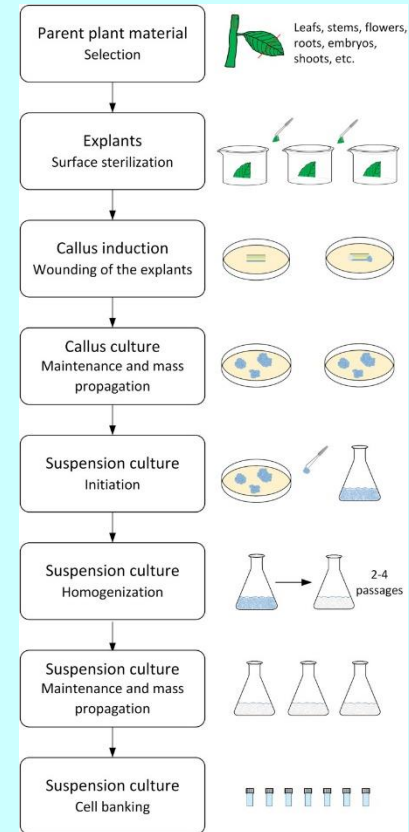 Parent plant material
Selection
Leafs, stems, flowers,
roots, embryos,
shoots, etc.
Explants
Surface sterilization
Callus induction
Wounding of the explants
Callus culture
Maintenance and mass
propagation
Suspension culture
Initiation
Suspension culture
Homogenization
2-4
passages
Suspension culture
Maintenance and mass
propagation
Suspension culture
Cell banking